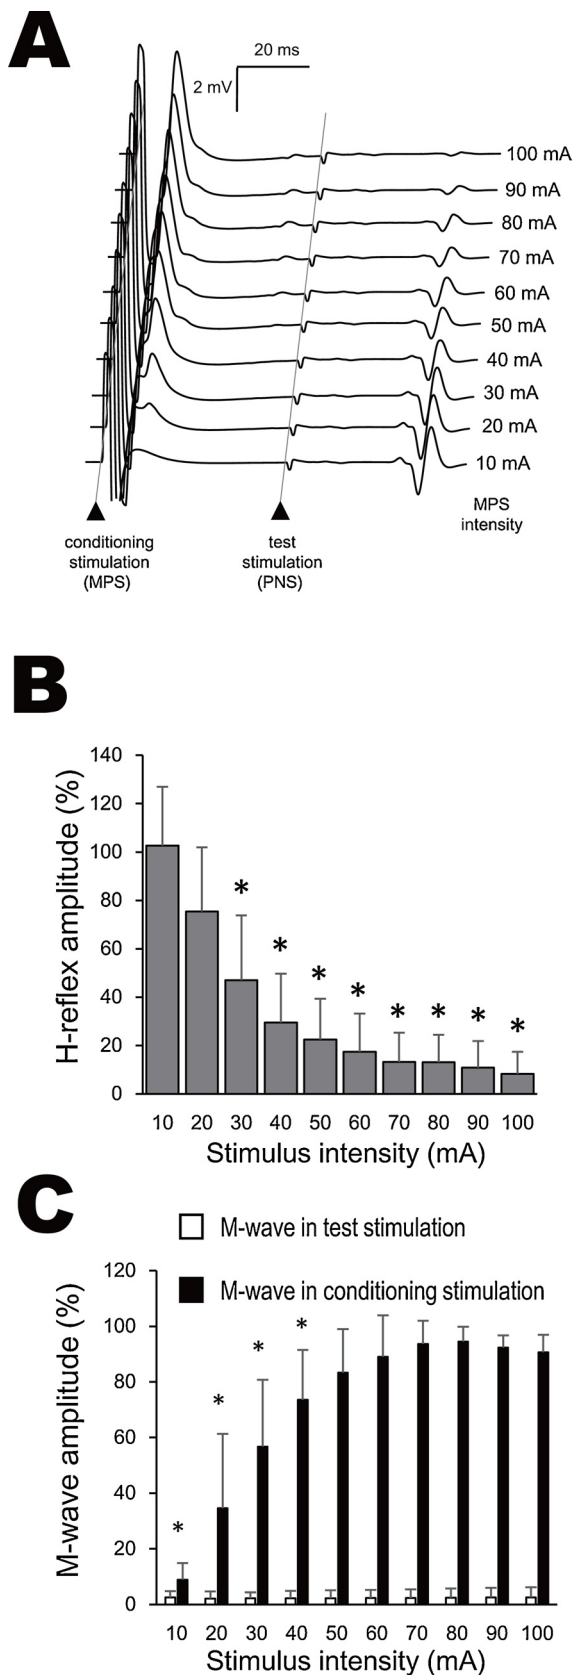 A
20 ms
2 mV
100 mA
90 mA
80 mA
70 mA
60 mA
50 mA
40 mA
30 mA
20 mA
10 mA
MPS
intensity
conditioning
stimulation
(MPS)
test
stimulation
(PNS)
B
H-reflex amplitude (%)
140
120
100
80
60
40
20
0
* * * * * * * *
10 20 30 40 50 60 70 80 90 100
Stimulus intensity (mA)
C
M-wave in test stimulation
M-wave in conditioning stimulation
M-wave amplitude (%)
120
100
80
60
40
20
0
* * * *
10 20 30 40 50 60 70 80 90 100
Stimulus intensity (mA)